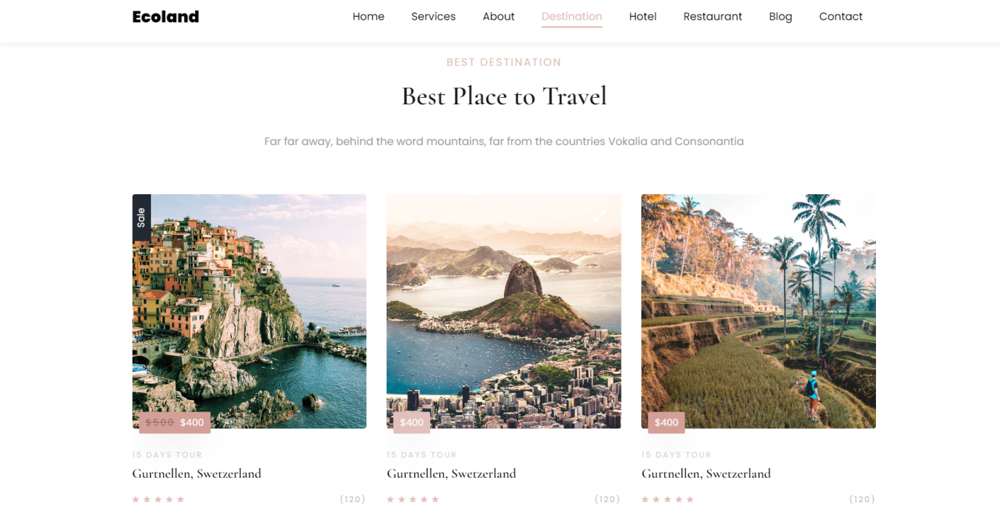 Ecoland
Home Services About Destination Hotel Restaurant Blog Contact
BEST DESTINATION
Best Place to Travel
Far far away, behind the word mountains, far from the countries Vokalia and Consonantia
Sale
$500 $400
15 DAYS TOUR
Gurtnellen, Swetzerland
(120)
$400
15 DAYS TOUR
Gurtnellen, Swetzerland
(120)
$400
15 DAYS TOUR
Gurtnellen, Swetzerland
(120)